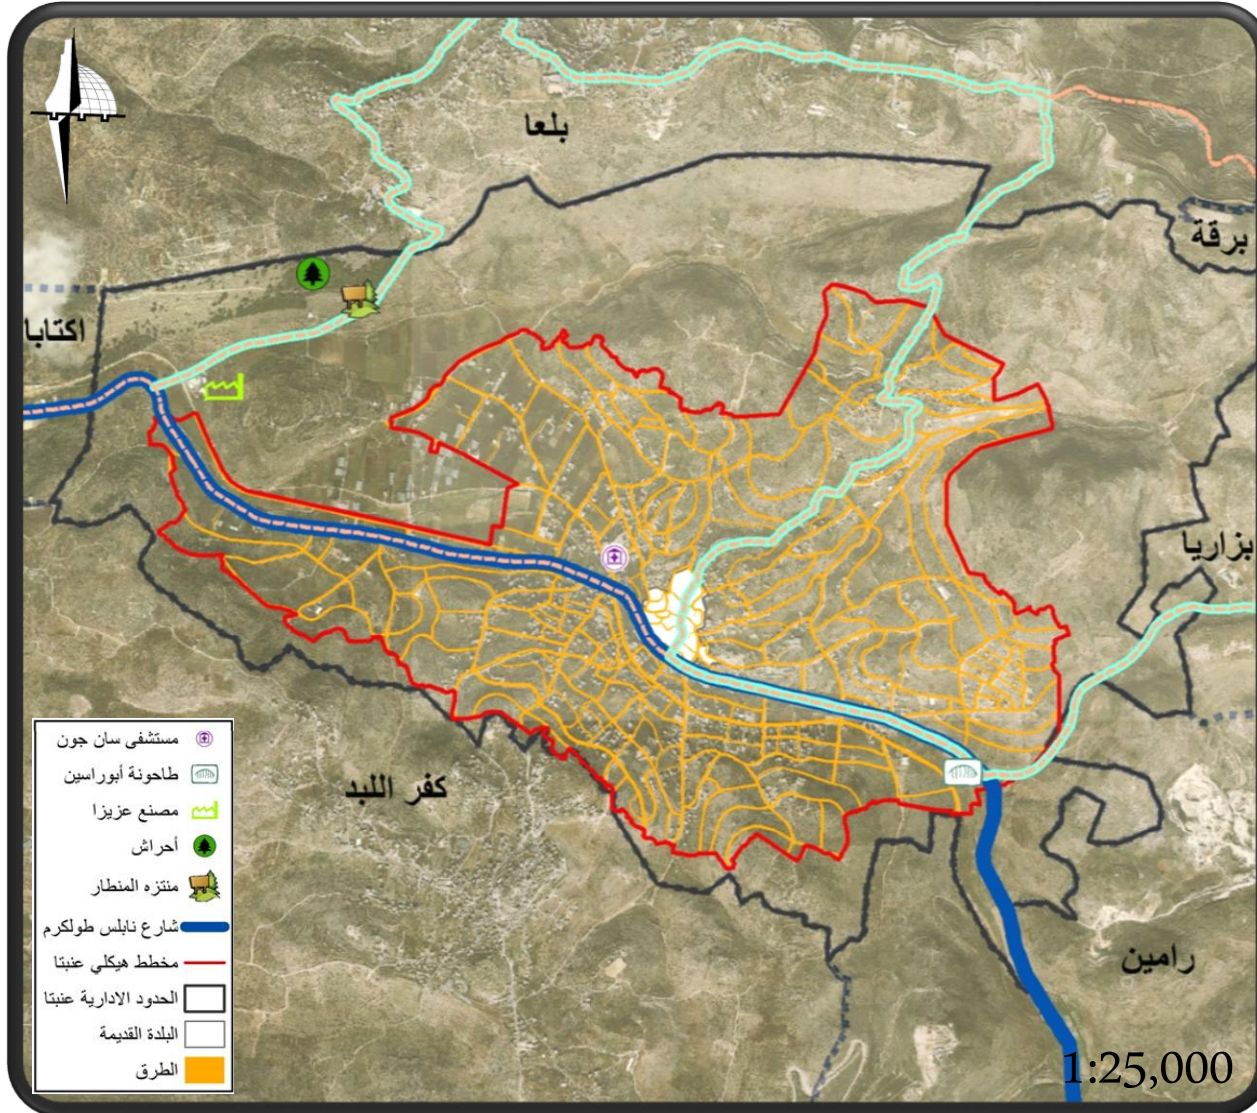 بلعا
برقة
اكتابا
بزاريا
كفر اللبد
رامين
مستشفى سان جون
طاحونة أبوراسين
مصنع عزيزا
أحراش
منتزه المنطار
شارع نابلس طولكرم
مخطط هيكلي عنبتا
الحدود الادارية عنبتا
البلدة القديمة
الطرق
1:25,000